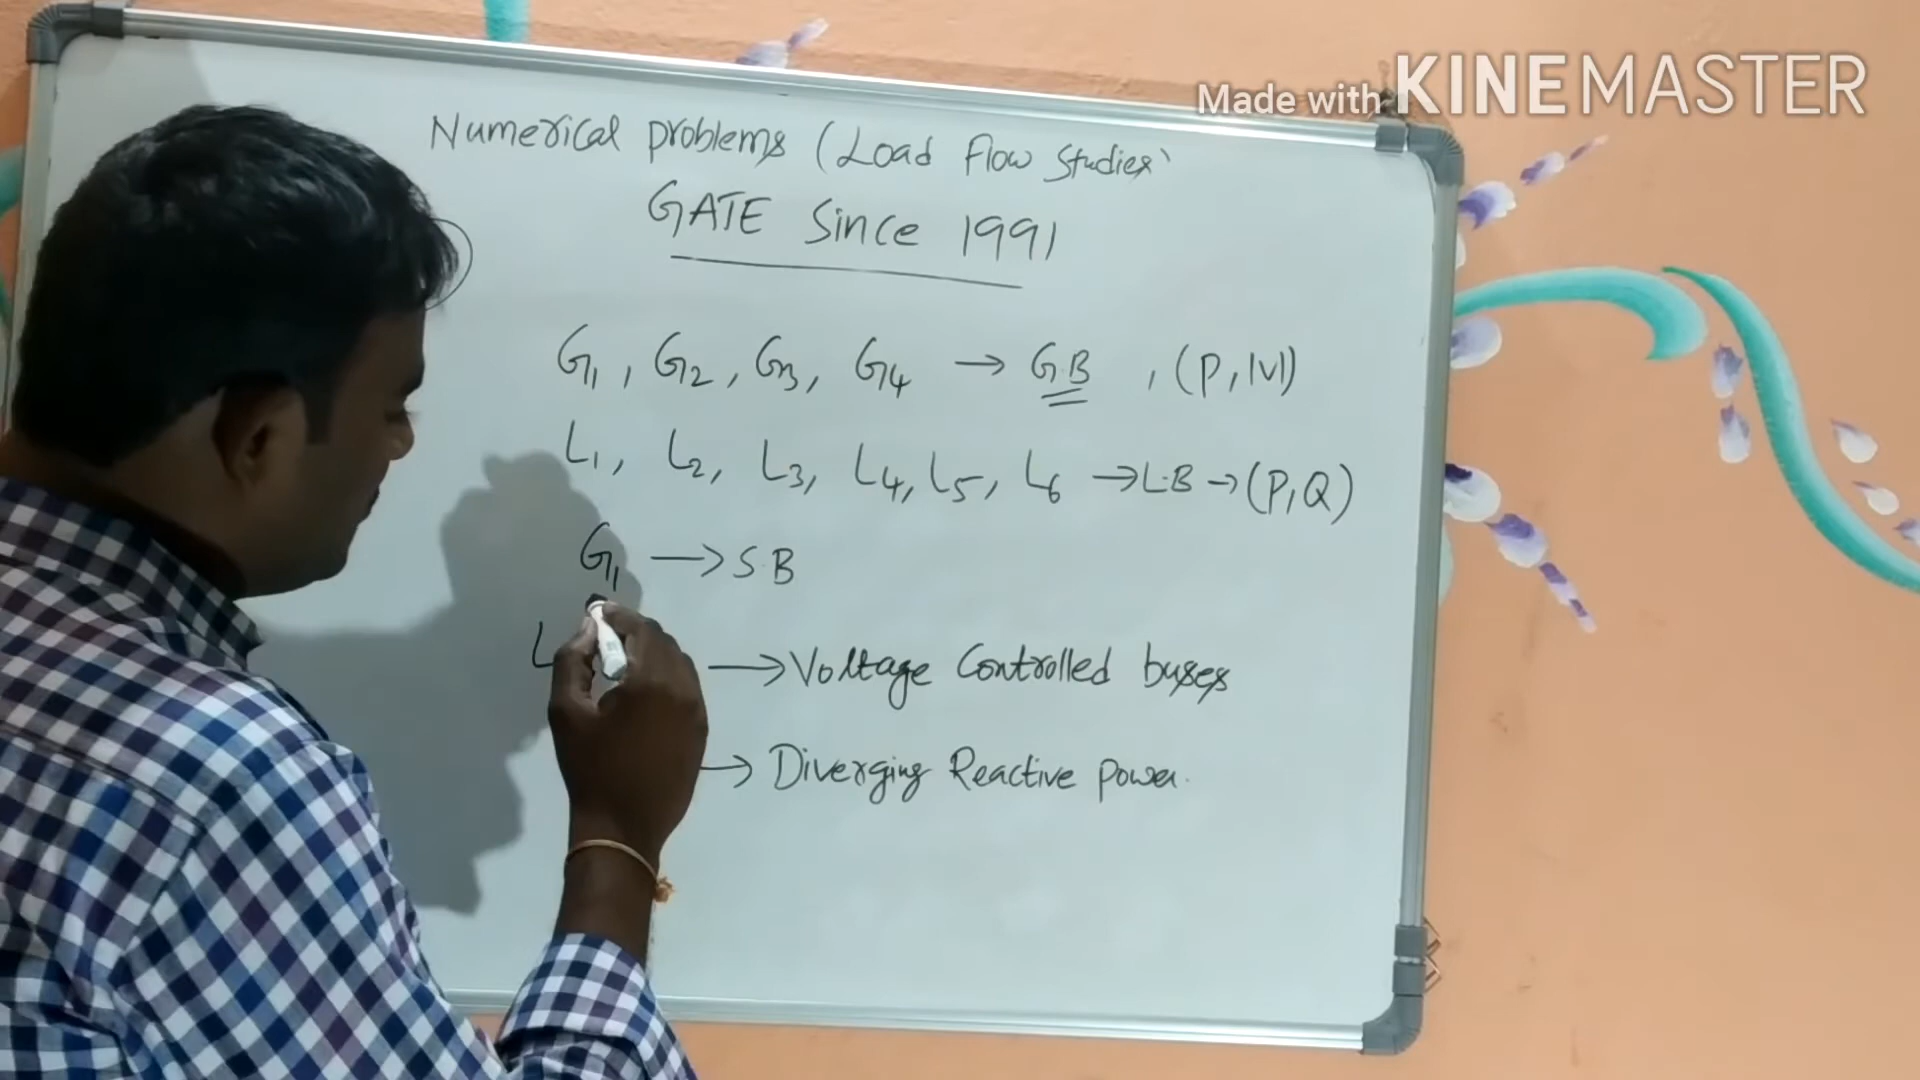 Made with KINEMASTER
Numerical problems (Load Flow Studies)
GATE Since 1991
G1, G2, G3, G4 → G.B , (P, |V|)
L1, L2, L3, L4, L5, L6 → L.B → (P, Q)
G1 → S.B
L → Voltage Controlled buses
→ Diverging Reactive power.